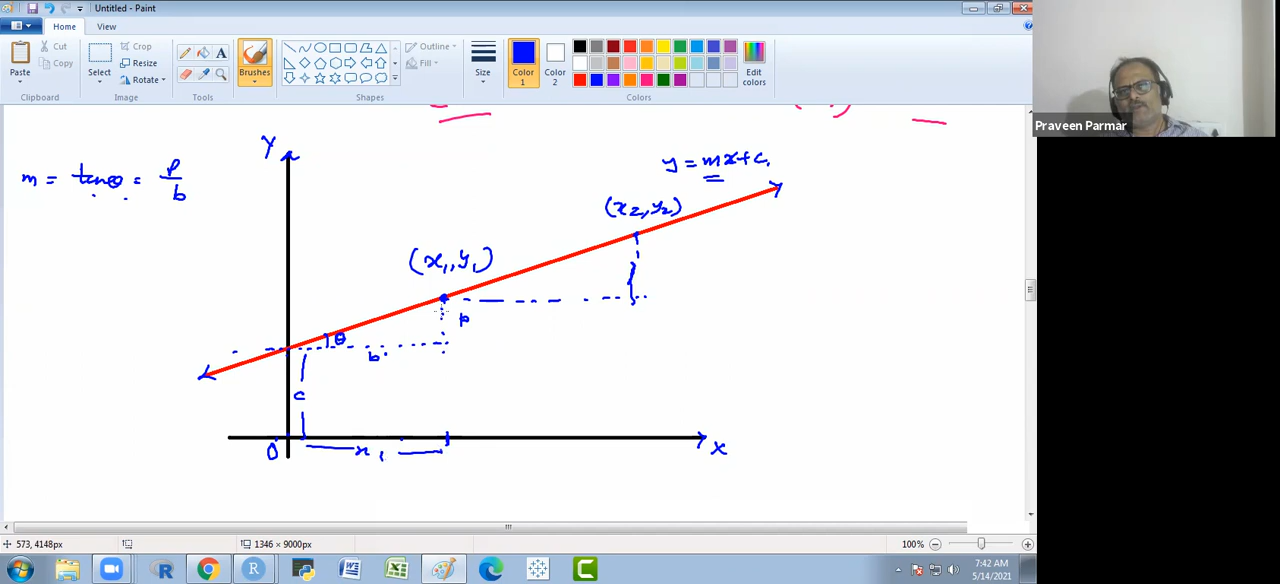 Untitled - Paint
Home View
Paste
Cut
Copy
Clipboard
Select
Crop
Resize
Rotate
Image
Tools
Brushes
Outline
Fill
Shapes
Size
Color 1
Color 2
Edit colors
Colors
Praveen Parmar
Y
m = tanθ = p/b
y = mx+c,
(x2, y2)
(x1, y1)
p
θ
b
c
O
x1
X
573, 4148px
1346 × 9000px
100%
7:42 AM
5/14/2021